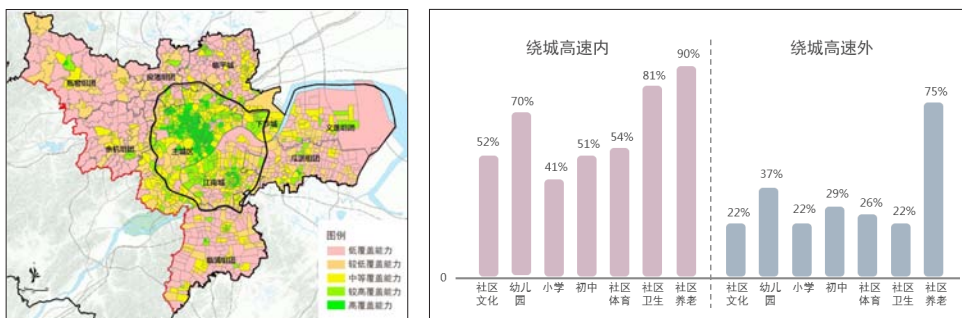 临平城
瓶窑组团
良渚组团
下沙城
义蓬组团
余杭组团
主城区
瓜沥组团
江南城
临浦组团
图例
低覆盖能力
较低覆盖能力
中等覆盖能力
较高覆盖能力
高覆盖能力
绕城高速内
绕城高速外
90%
81%
75%
70%
52%
41%
51%
54%
22%
37%
22%
29%
26%
22%
0
社区文化
幼儿园
小学
初中
社区体育
社区卫生
社区养老
社区文化
幼儿园
小学
初中
社区体育
社区卫生
社区养老